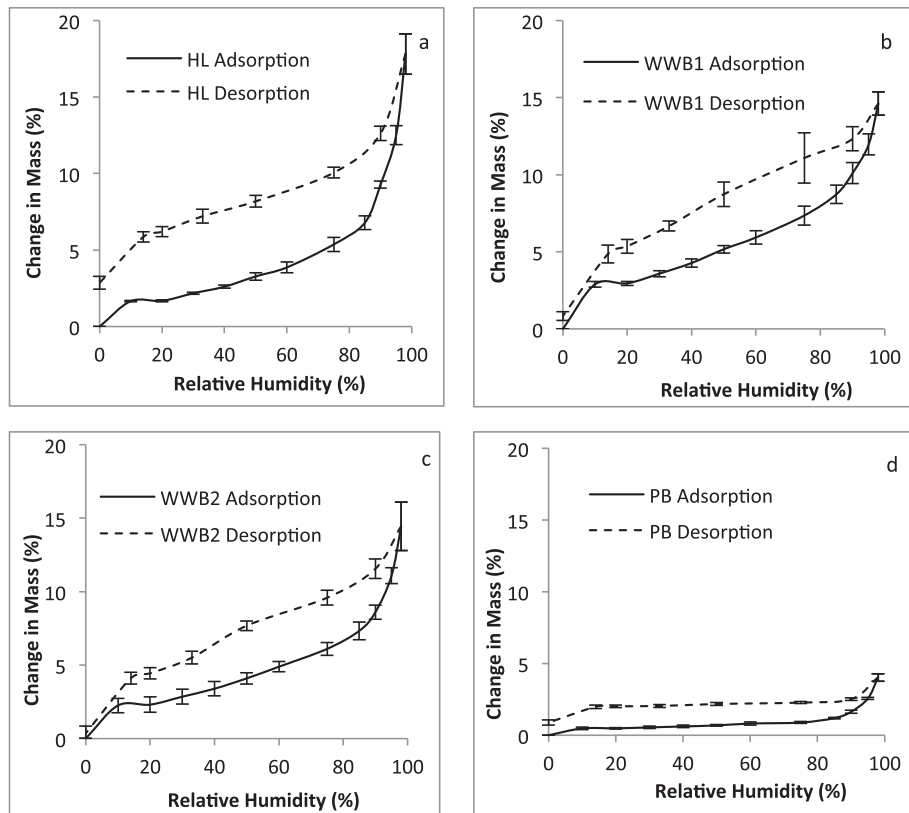 a
20
15
10
5
0
Change in Mass (%)
HL Adsorption
HL Desorption
0 20 40 60 80 100
Relative Humidity (%)
b
20
15
10
5
0
Change in Mass (%)
WWB1 Adsorption
WWB1 Desorption
0 20 40 60 80 100
Relative Humidity (%)
c
20
15
10
5
0
Change in Mass (%)
WWB2 Adsorption
WWB2 Desorption
0 20 40 60 80 100
Relative Humidity (%)
d
20
15
10
5
0
Change in Mass (%)
PB Adsorption
PB Desorption
0 20 40 60 80 100
Relative Humidity (%)